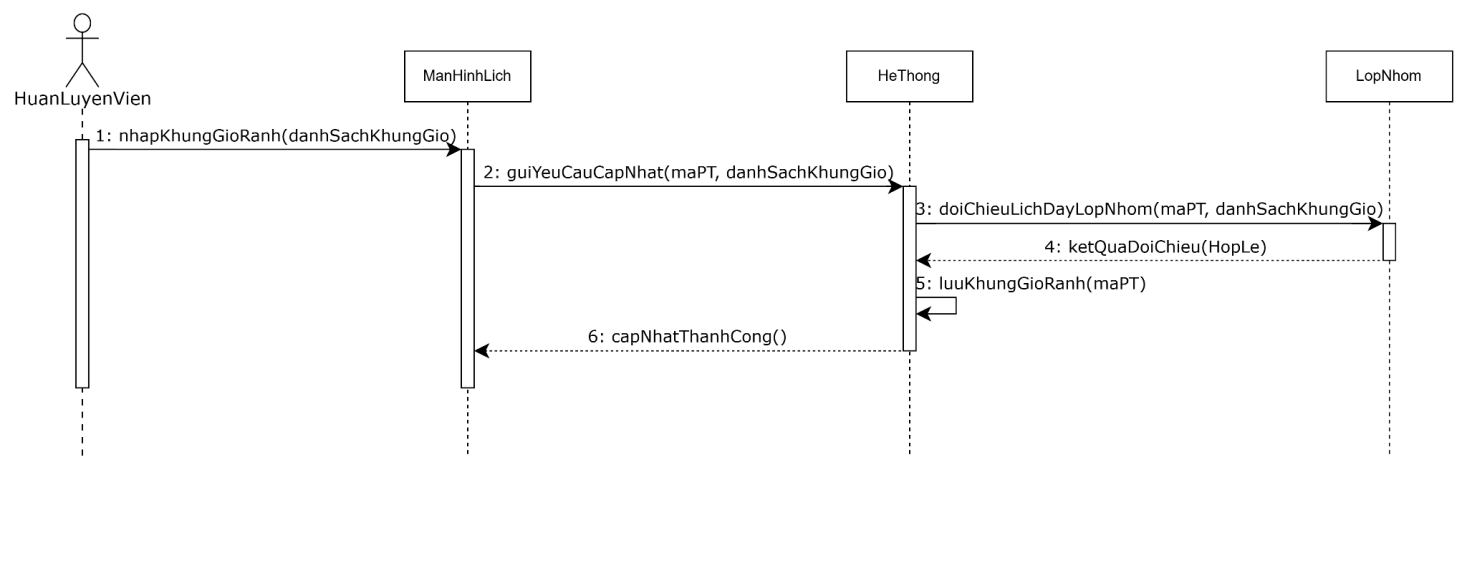 HuanLuyenVien
ManHinhLich
HeThong
LopNhom
1: nhapKhungGioRanh(danhSachKhungGio)
2: guiYeuCauCapNhat(maPT, danhSachKhungGio)
3: doiChieuLichDayLopNhom(maPT, danhSachKhungGio)
4: ketQuaDoiChieu(HopLe)
5: luuKhungGioRanh(maPT)
6: capNhatThanhCong()